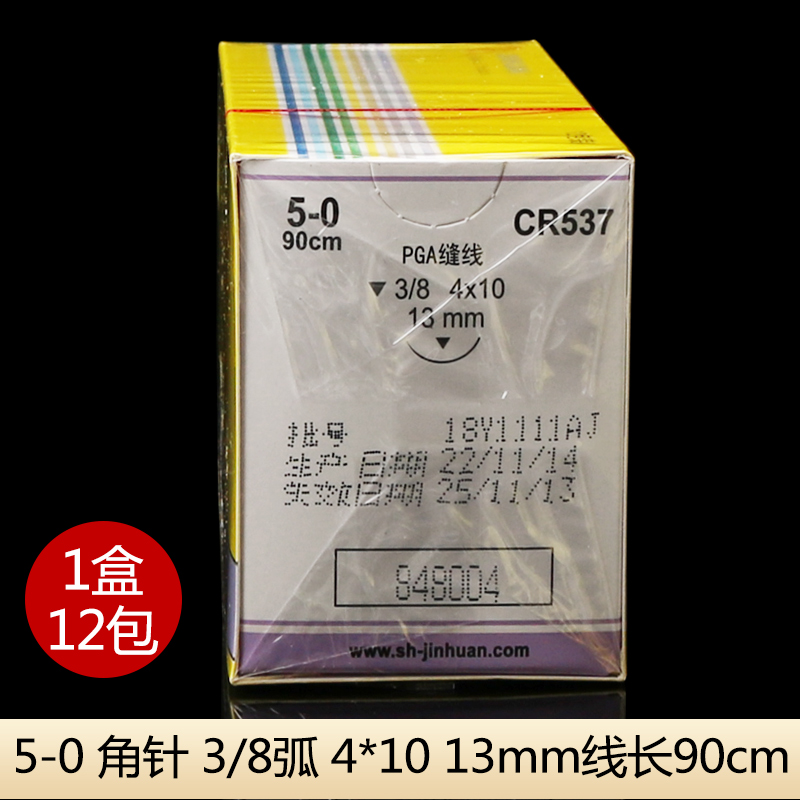 5-0
90cm
CR537
PGA缝线
▼ 3/8 4x10
13 mm
批号 18Y1111AJ
生产日期 22/11/14
失效日期 25/11/13
848004
www.sh-jinhuan.com
1盒
12包
5-0 角针 3/8弧 4*10 13mm线长90cm